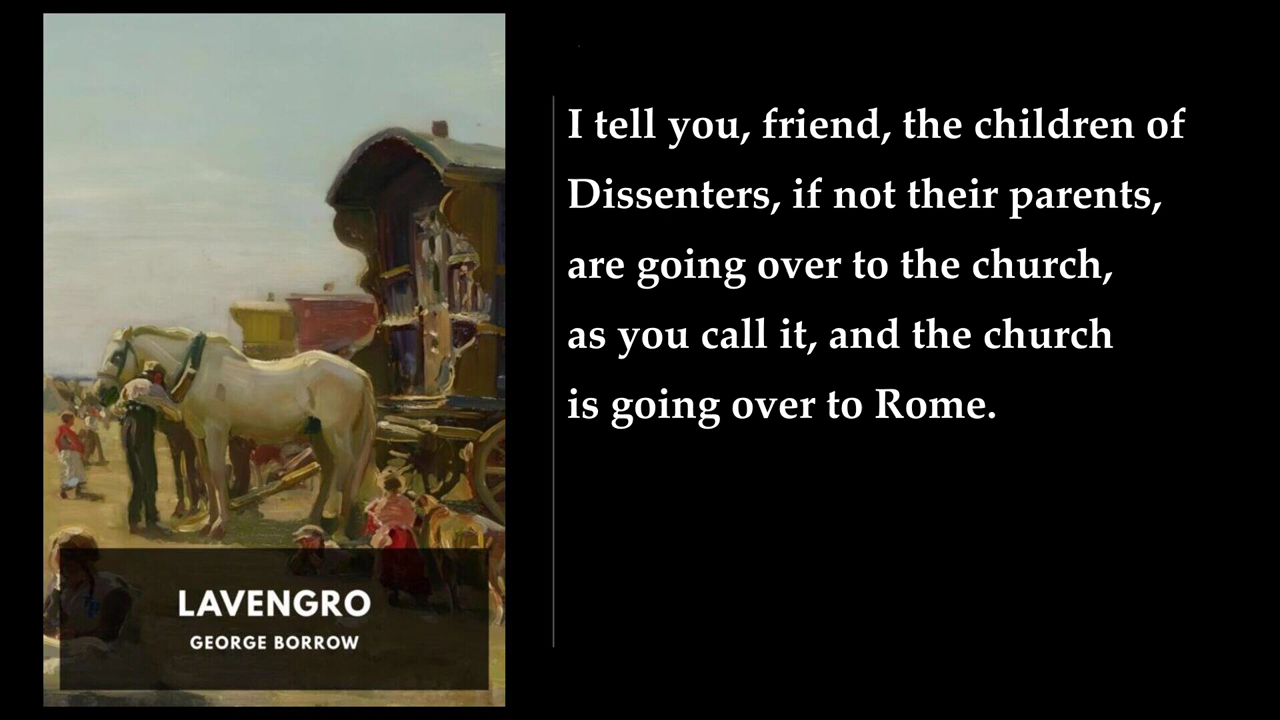 LAVENGRO
GEORGE BORROW
I tell you, friend, the children of
Dissenters, if not their parents,
are going over to the church,
as you call it, and the church
is going over to Rome.